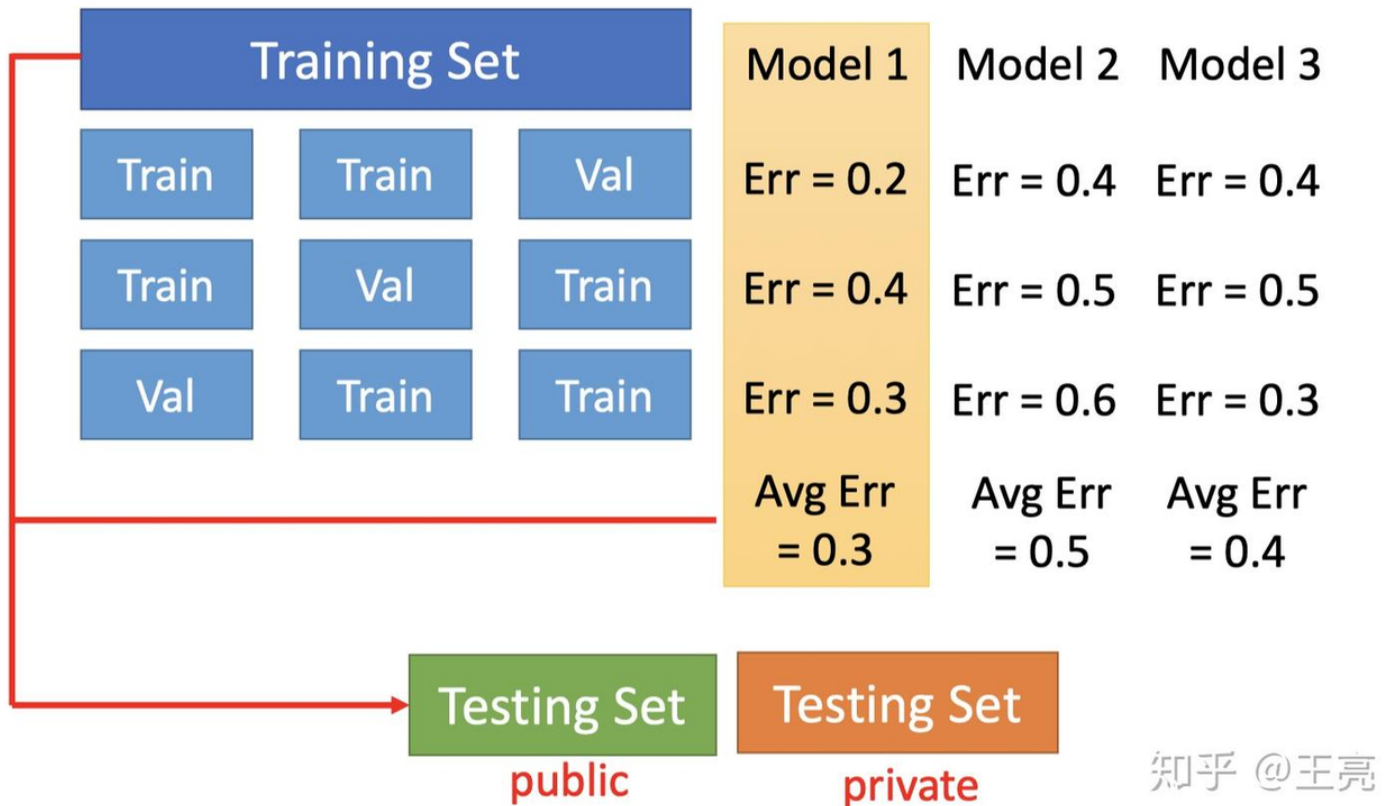 Training Set
Model 1 Model 2 Model 3
Train Train Val Err = 0.2 Err = 0.4 Err = 0.4
Train Val Train Err = 0.4 Err = 0.5 Err = 0.5
Val Train Train Err = 0.3 Err = 0.6 Err = 0.3
Avg Err Avg Err Avg Err
= 0.3 = 0.5 = 0.4
Testing Set Testing Set
public private
知乎 @王亮